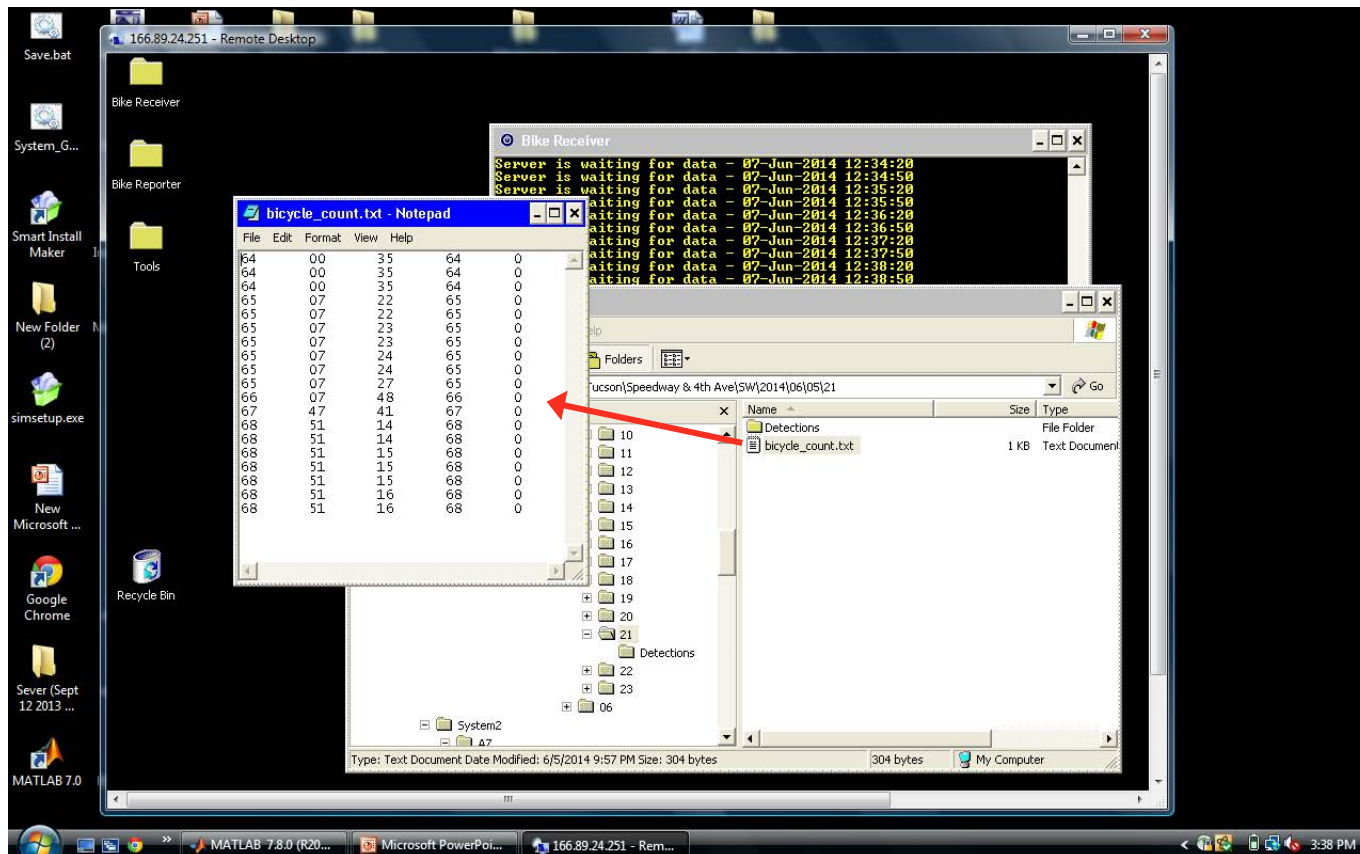 Save.bat
System_G...
Smart Install
Maker
New Folder
(2)
simsetup.exe
New
Microsoft ...
Google
Chrome
Sever (Sept
12 2013 ...
MATLAB 7.0
166.89.24.251 - Remote Desktop
Bike Receiver
Bike Reporter
Tools
Recycle Bin
Bike Receiver
Server is waiting for data - 07-Jun-2014 12:34:20
Server is waiting for data - 07-Jun-2014 12:34:50
Server is waiting for data - 07-Jun-2014 12:35:20
aiting for data - 07-Jun-2014 12:35:50
aiting for data - 07-Jun-2014 12:36:20
aiting for data - 07-Jun-2014 12:36:50
aiting for data - 07-Jun-2014 12:37:20
aiting for data - 07-Jun-2014 12:37:50
aiting for data - 07-Jun-2014 12:38:20
aiting for data - 07-Jun-2014 12:38:50
bicycle_count.txt - Notepad
File Edit Format View Help
64 00 35 64 0
64 00 35 64 0
64 00 35 64 0
65 07 22 65 0
65 07 22 65 0
65 07 23 65 0
65 07 23 65 0
65 07 24 65 0
65 07 24 65 0
65 07 27 65 0
66 07 48 66 0
67 47 41 67 0
68 51 14 68 0
68 51 14 68 0
68 51 15 68 0
68 51 15 68 0
68 51 15 68 0
68 51 16 68 0
68 51 16 68 0
elp
Folders
ucson\Speedway & 4th Ave\SW\2014\06\05\21
Go
Name Size Type
Detections File Folder
bicycle_count.txt 1 KB Text Document
10
11
12
13
14
15
16
17
18
19
20
21
Detections
22
23
06
System2
AZ
Type: Text Document Date Modified: 6/5/2014 9:57 PM Size: 304 bytes 304 bytes My Computer
MATLAB 7.8.0 (R20... Microsoft PowerPoi... 166.89.24.251 - Rem... 3:38 PM